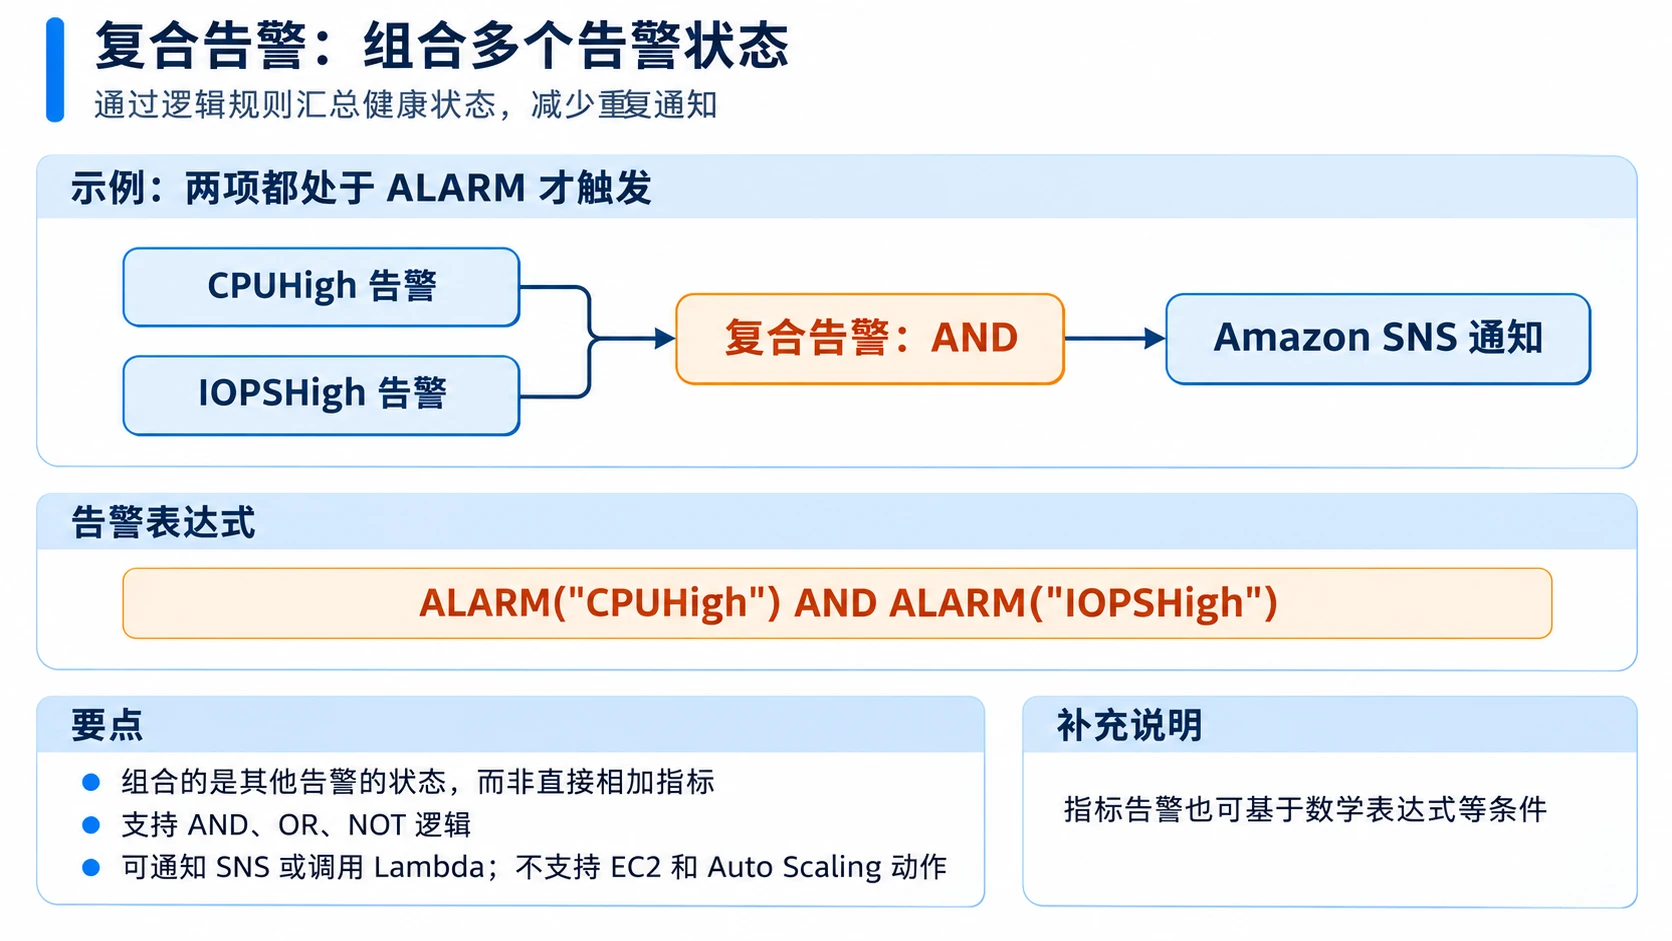 复合告警：组合多个告警状态
通过逻辑规则汇总健康状态，减少重复通知
示例：两项都处于 ALARM 才触发
CPUHigh 告警
IOPSHigh 告警
复合告警：AND
Amazon SNS 通知
告警表达式
ALARM("CPUHigh") AND ALARM("IOPSHigh")
要点
组合的是其他告警的状态，而非直接相加指标
支持 AND、OR、NOT 逻辑
可通知 SNS 或调用 Lambda；不支持 EC2 和 Auto Scaling 动作
补充说明
指标告警也可基于数学表达式等条件